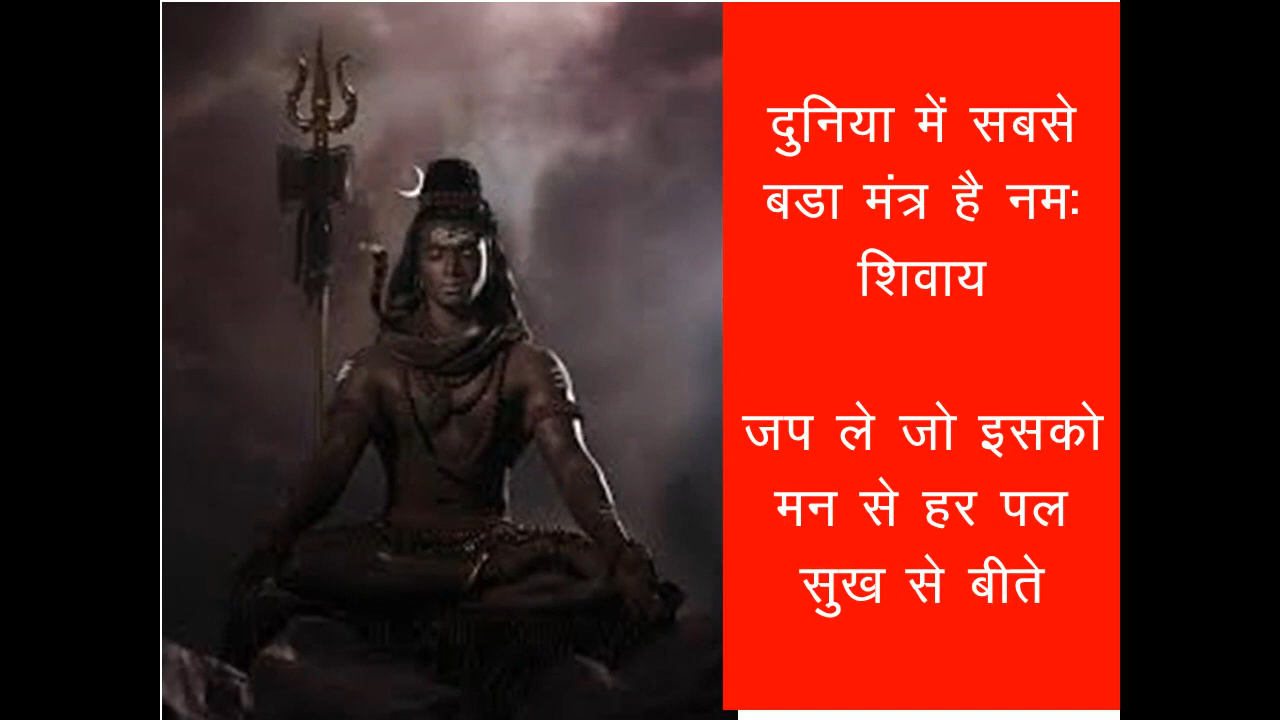 दुनिया में सबसे
बडा मंत्र है नमः
शिवाय
जप ले जो इसको
मन से हर पल
सुख से बीते